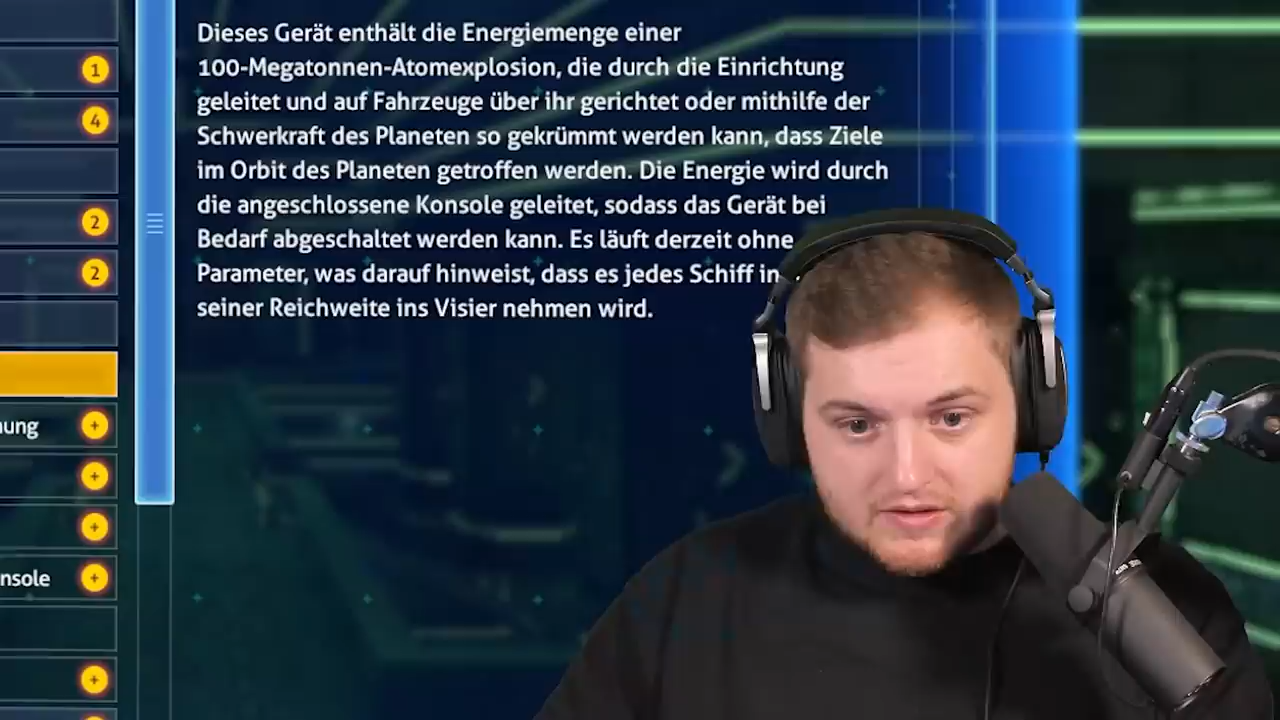 Dieses Gerät enthält die Energiemenge einer
100-Megatonnen-Atomexplosion, die durch die Einrichtung
geleitet und auf Fahrzeuge über ihr gerichtet oder mithilfe der
Schwerkraft des Planeten so gekrümmt werden kann, dass Ziele
im Orbit des Planeten getroffen werden. Die Energie wird durch
die angeschlossene Konsole geleitet, sodass das Gerät bei
Bedarf abgeschaltet werden kann. Es läuft derzeit ohne
Parameter, was darauf hinweist, dass es jedes Schiff in
seiner Reichweite ins Visier nehmen wird.
1
4
2
2
nung +
+
+
nsole +
+